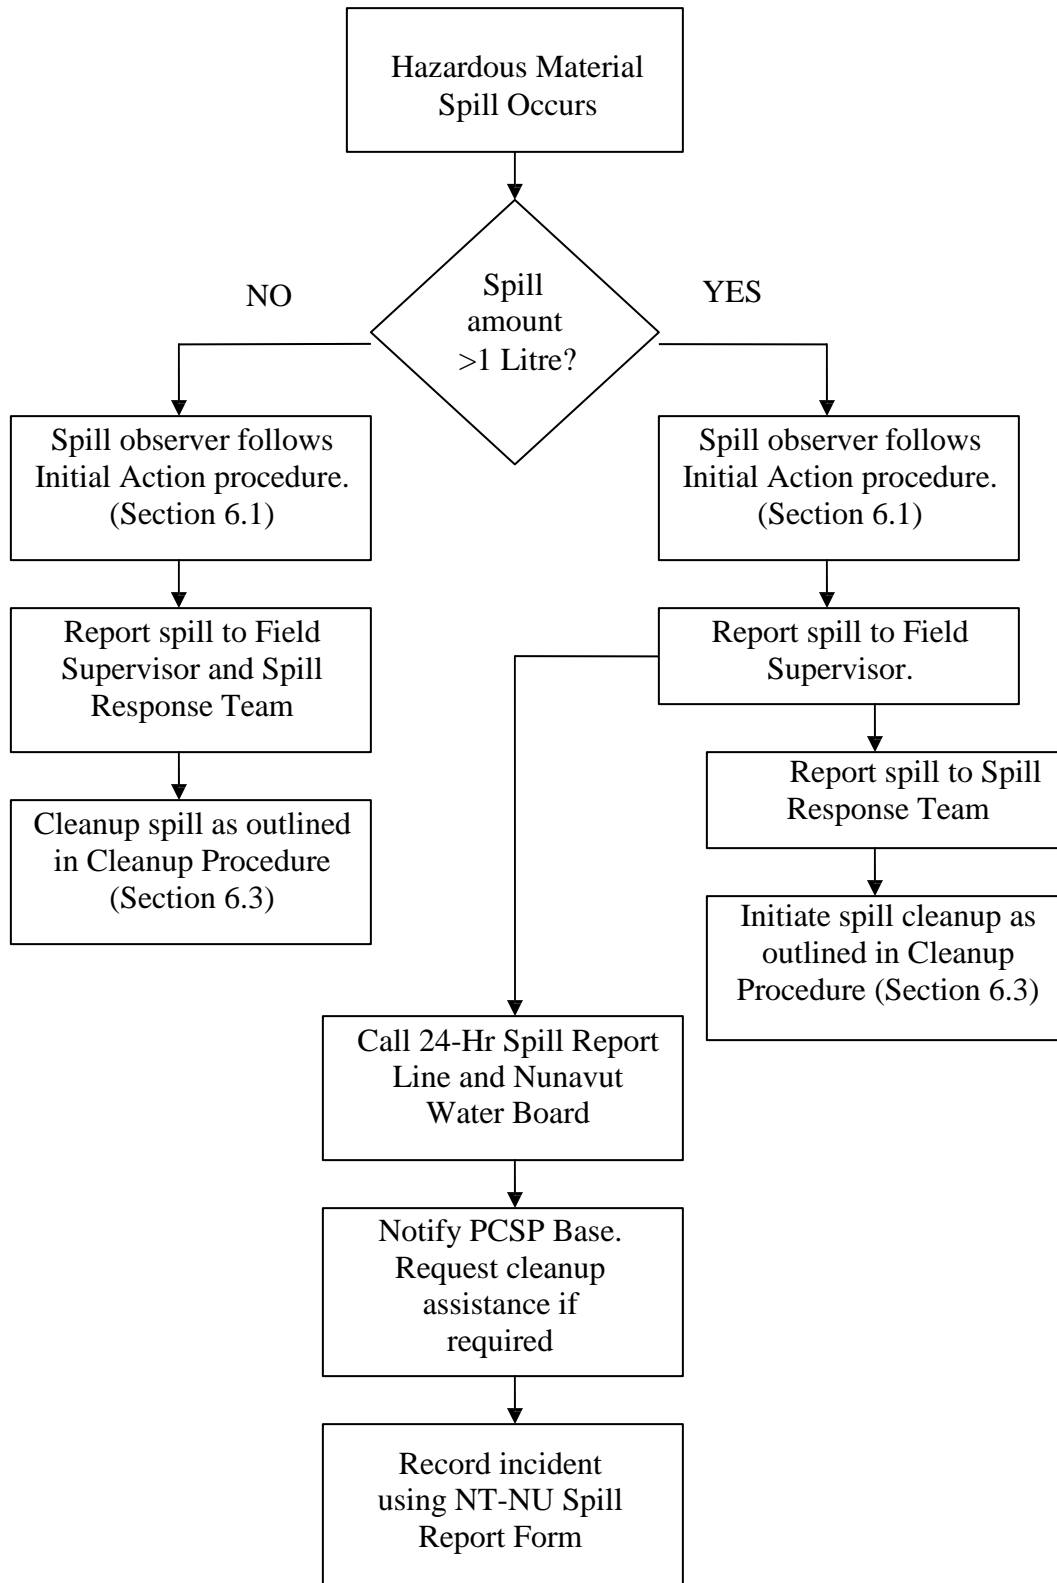 Hazardous Material
Spill Occurs
Spill
amount
>1 Litre?
NO
YES
Spill observer follows
Initial Action procedure.
(Section 6.1)
Report spill to Field
Supervisor and Spill
Response Team
Cleanup spill as outlined
in Cleanup Procedure
(Section 6.3)
Spill observer follows
Initial Action procedure.
(Section 6.1)
Report spill to Field
Supervisor.
Report spill to Spill
Response Team
Initiate spill cleanup as
outlined in Cleanup
Procedure (Section 6.3)
Call 24-Hr Spill Report
Line and Nunavut
Water Board
Notify PCSP Base.
Request cleanup
assistance if
required
Record incident
using NT-NU Spill
Report Form